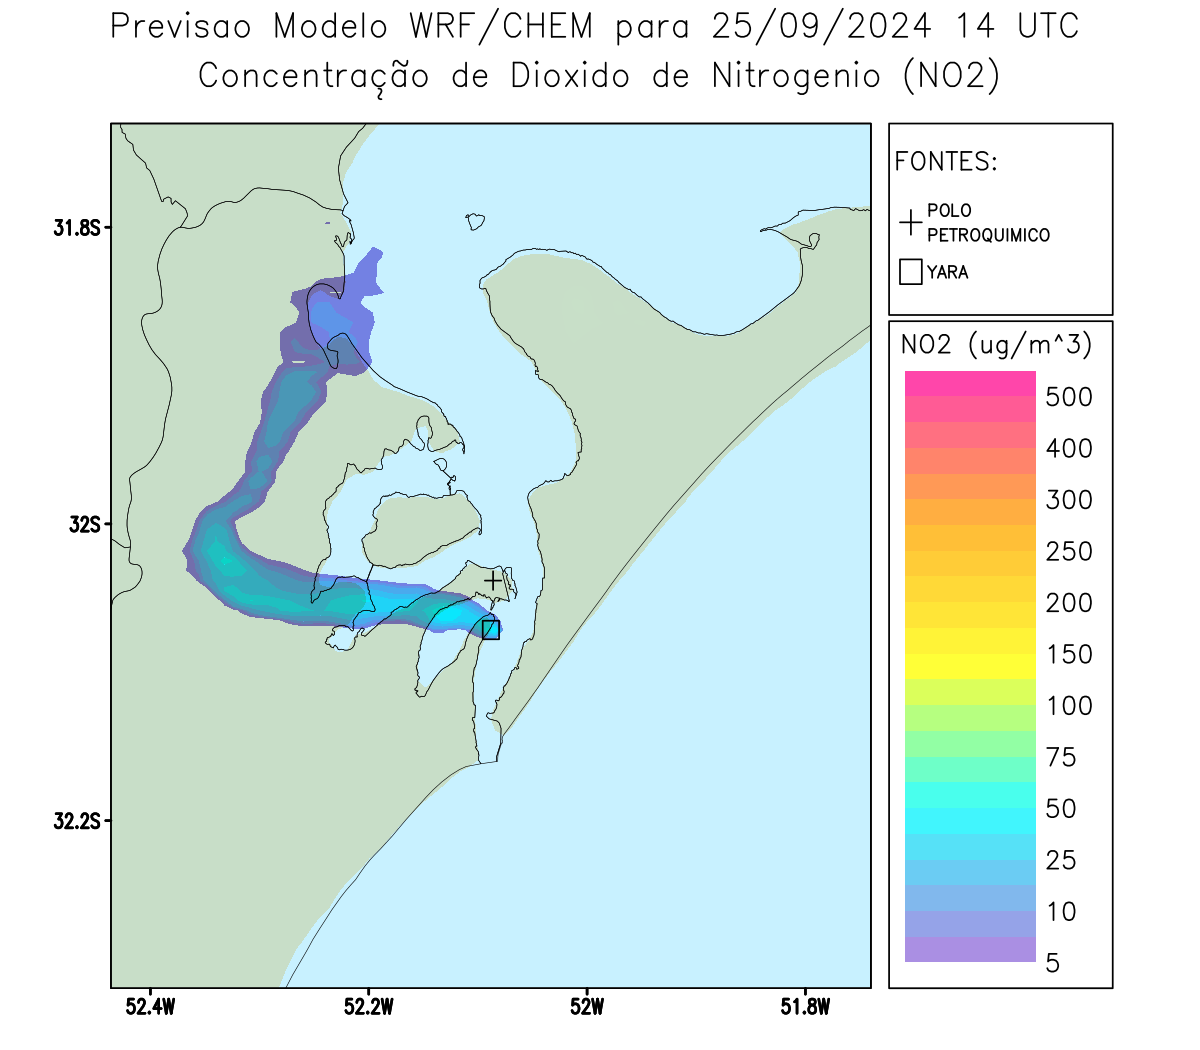 Previsao Modelo WRF/CHEM para 25/09/2024 14 UTC
Concentração de Dioxido de Nitrogenio (NO2)
FONTES:
POLO
PETROQUIMICO
YARA
NO2 (ug/m^3)
500
400
300
250
200
150
100
75
50
25
10
5
31.8S
32S
32.2S
52.4W
52.2W
52W
51.8W